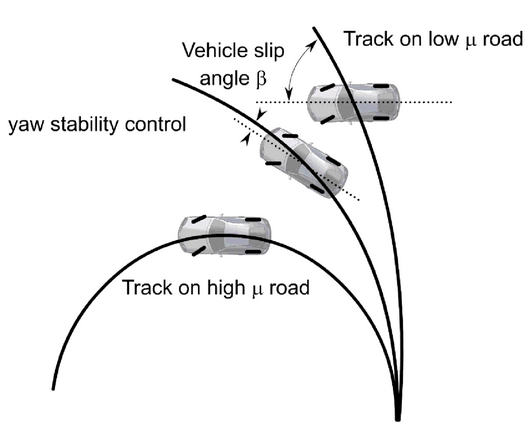 Vehicle slip
angle β
Track on low μ road
yaw stability control
Track on high μ road